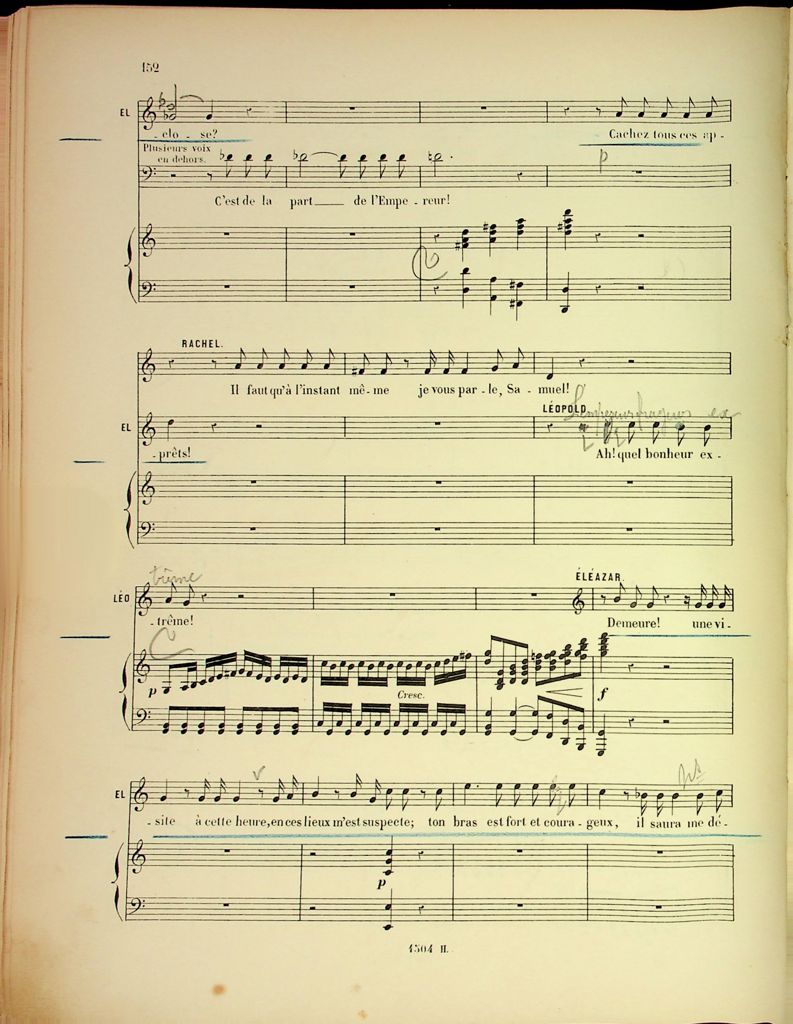 152
EL
- clo - se?
Cachez tous ces ap -
Plusieurs voix
en dehors.
C'est de la part de l'Empe - reur!
RACHEL.
Il faut qu'à l'instant mê - me je vous par - le, Sa - muel!
LÉOPOLD
EL
- prêts!
Ah! quel bonheur ex -
trême
LÉO
ÉLÉAZAR.
- trême!
Demeure! une vi -
p
Cresc.
f
EL
- site à cette heure, en ces lieux m'est suspecte; ton bras est fort et coura - geux, il saura me dé -
p
4504 H.